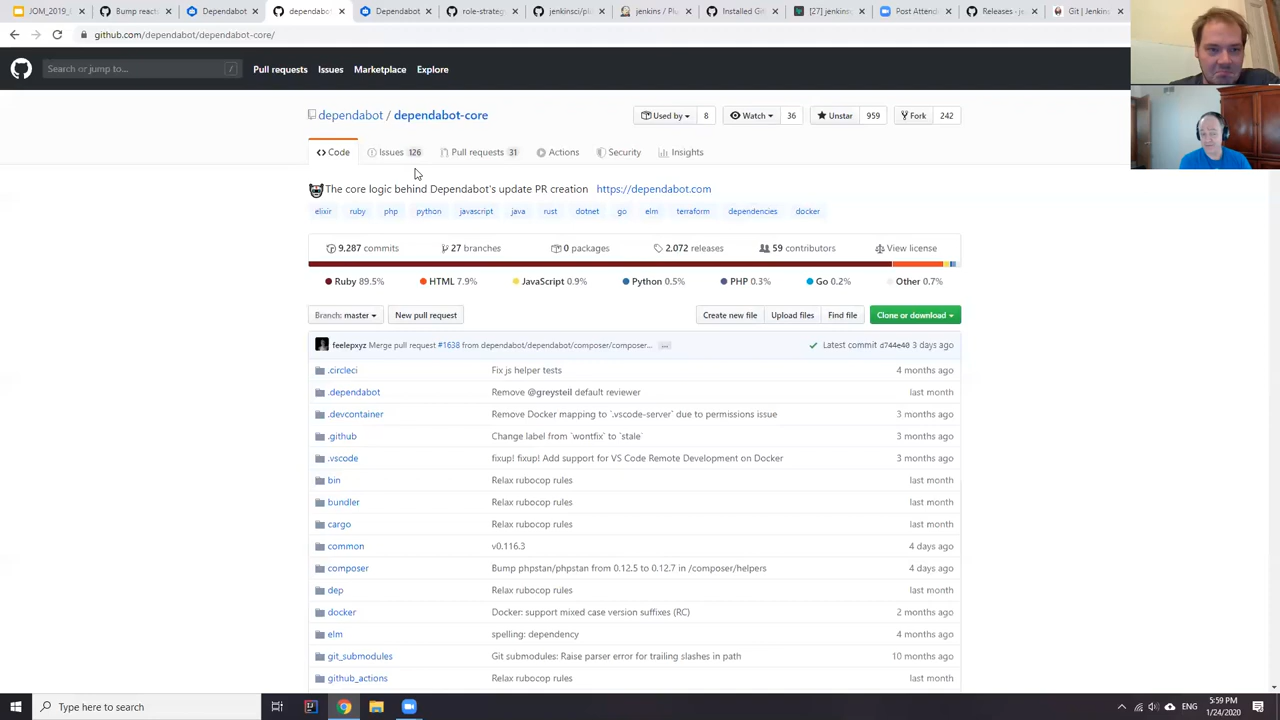 JOM_2019_
Bump reacto
Dependabot
dependabo
Dependabot
role-strateg
jenkinsci/pl
jenkins / Plu
Installed Git
[27] jenkins
Post Attend
Releases - je
Git | Jenkins
github.com/dependabot/dependabot-core/
Search or jump to...
/
Pull requests
Issues
Marketplace
Explore
dependabot / dependabot-core
Used by 8
Watch 36
Unstar 959
Fork 242
Code
Issues 126
Pull requests 31
Actions
Security
Insights
The core logic behind Dependabot's update PR creation https://dependabot.com
elixir ruby php python javascript java rust dotnet go elm terraform dependencies docker
9,287 commits
27 branches
0 packages
2,072 releases
59 contributors
View license
Ruby 89.5%
HTML 7.9%
JavaScript 0.9%
Python 0.5%
PHP 0.3%
Go 0.2%
Other 0.7%
Branch: master
New pull request
Create new file
Upload files
Find file
Clone or download
feelepxyz Merge pull request #1638 from dependabot/dependabot/composer/composer... ... Latest commit d744e40 3 days ago
.circleci Fix js helper tests 4 months ago
.dependabot Remove @greysteil default reviewer last month
.devcontainer Remove Docker mapping to `.vscode-server` due to permissions issue 3 months ago
.github Change label from `wontfix` to `stale` 3 months ago
.vscode fixup! fixup! Add support for VS Code Remote Development on Docker 3 months ago
bin Relax rubocop rules last month
bundler Relax rubocop rules last month
cargo Relax rubocop rules last month
common v0.116.3 4 days ago
composer Bump phpstan/phpstan from 0.12.5 to 0.12.7 in /composer/helpers 4 days ago
dep Relax rubocop rules last month
docker Docker: support mixed case version suffixes (RC) 2 months ago
elm spelling: dependency 4 months ago
git_submodules Git submodules: Raise parser error for trailing slashes in path 10 months ago
github_actions Relax rubocop rules last month
Type here to search
ENG
5:59 PM
1/24/2020